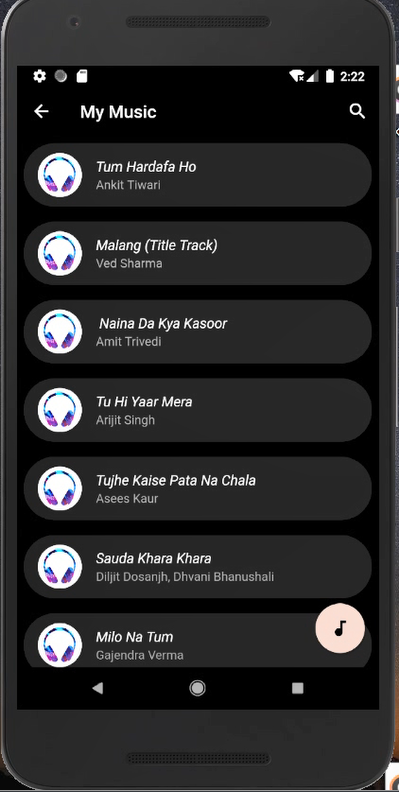 2:22
My Music
Tum Hardafa Ho
Ankit Tiwari
Malang (Title Track)
Ved Sharma
Naina Da Kya Kasoor
Amit Trivedi
Tu Hi Yaar Mera
Arijit Singh
Tujhe Kaise Pata Na Chala
Asees Kaur
Sauda Khara Khara
Diljit Dosanjh, Dhvani Bhanushali
Milo Na Tum
Gajendra Verma